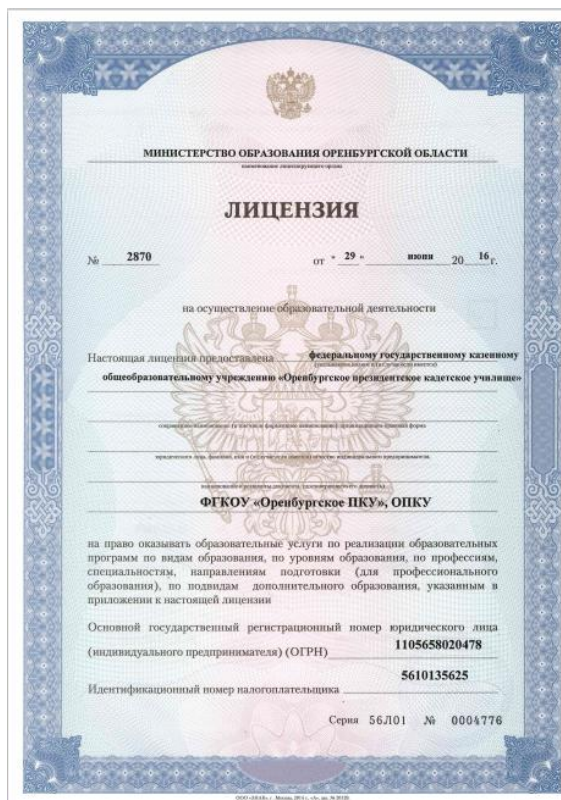 МИНИСТЕРСТВО ОБРАЗОВАНИЯ ОРЕНБУРГСКОЙ ОБЛАСТИ
наименование лицензирующего органа
ЛИЦЕНЗИЯ
№ 2870 от « 29 » июня 20 16 г.
на осуществление образовательной деятельности
Настоящая лицензия предоставлена федеральному государственному казенному
общеобразовательному учреждению «Оренбургское президентское кадетское училище»
ФГКОУ «Оренбургское ПКУ», ОПКУ
на право оказывать образовательные услуги по реализации образовательных
программ по видам образования, по уровням образования, по профессиям,
специальностям, направлениям подготовки (для профессионального
образования), по подвидам дополнительного образования, указанным в
приложении к настоящей лицензии
Основной государственный регистрационный номер юридического лица
(индивидуального предпринимателя) (ОГРН) 1105658020478
Идентификационный номер налогоплательщика 5610135625
Серия 56Л01 № 0004776